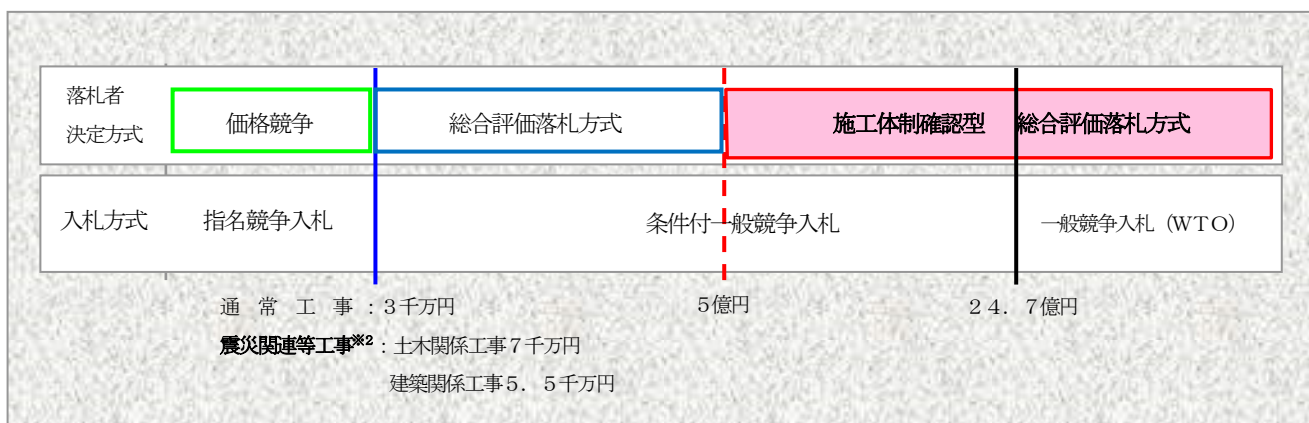 落札者
決定方式
価格競争
総合評価落札方式
施工体制確認型 総合評価落札方式
入札方式
指名競争入札
条件付一般競争入札
一般競争入札（ＷＴＯ）
通常工事：３千万円
５億円
２４．７億円
震災関連等工事※2：土木関係工事７千万円
建築関係工事５．５千万円